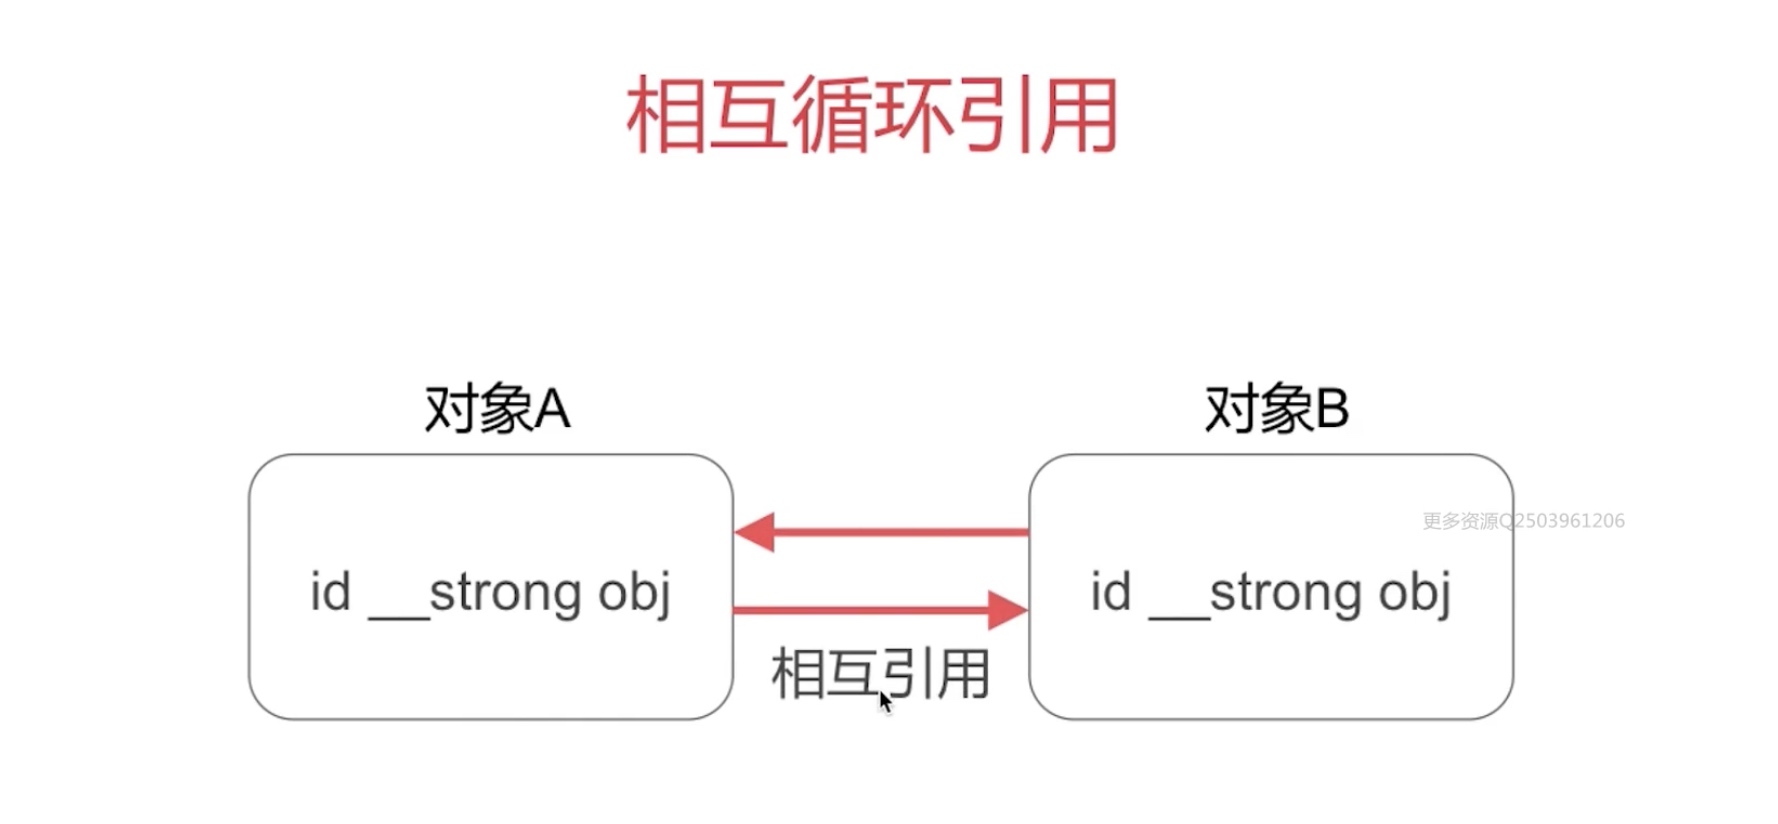 相互循环引用
对象A
对象B
更多资源Q2503961206
id __strong obj
id __strong obj
相互引用